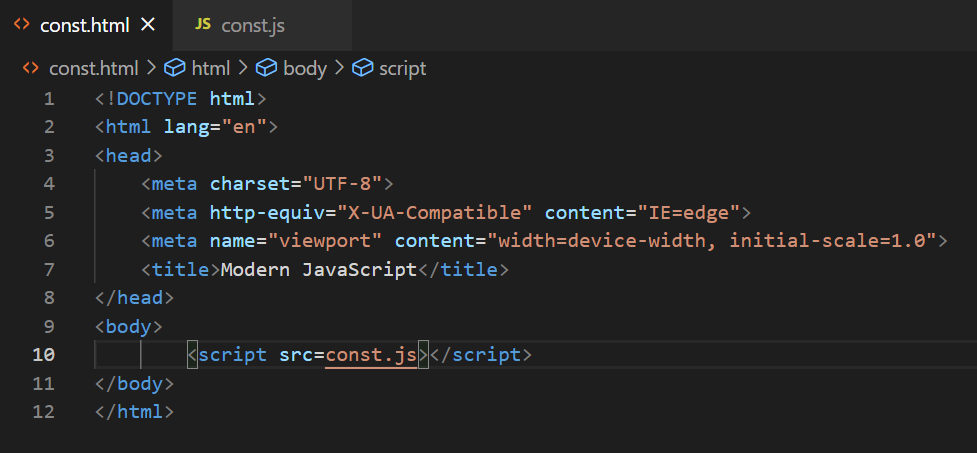 <> const.html × JS const.js
<> const.html > html > body > script
1 <!DOCTYPE html>
2 <html lang="en">
3 <head>
4     <meta charset="UTF-8">
5     <meta http-equiv="X-UA-Compatible" content="IE=edge">
6     <meta name="viewport" content="width=device-width, initial-scale=1.0">
7     <title>Modern JavaScript</title>
8 </head>
9 <body>
10         <script src=const.js></script>
11 </body>
12 </html>